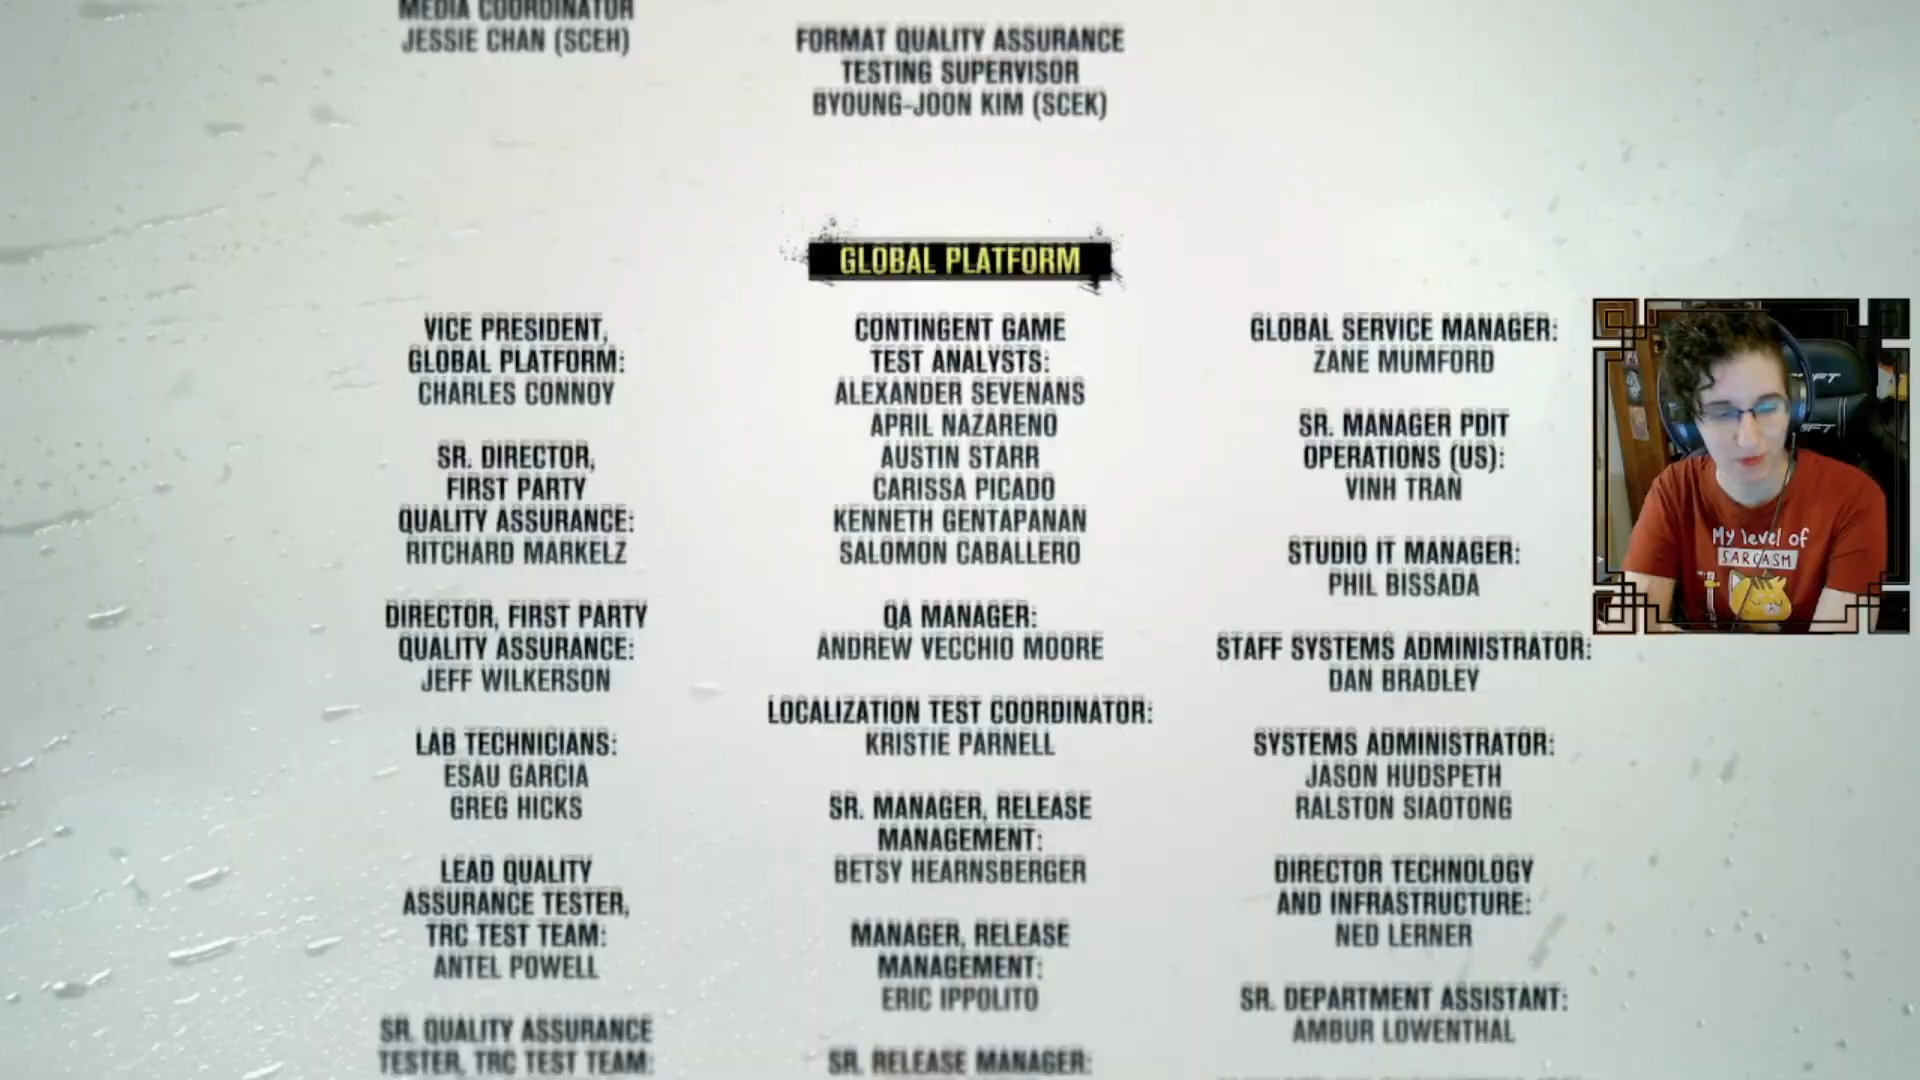 MEDIA COORDINATOR
JESSIE CHAN (SCEH)
FORMAT QUALITY ASSURANCE
TESTING SUPERVISOR
BYOUNG-JOON KIM (SCEK)
GLOBAL PLATFORM
VICE PRESIDENT,
GLOBAL PLATFORM:
CHARLES CONNOY
SR. DIRECTOR,
FIRST PARTY
QUALITY ASSURANCE:
RITCHARD MARKELZ
DIRECTOR, FIRST PARTY
QUALITY ASSURANCE:
JEFF WILKERSON
LAB TECHNICIANS:
ESAU GARCIA
GREG HICKS
LEAD QUALITY
ASSURANCE TESTER,
TRC TEST TEAM:
ANTEL POWELL
SR. QUALITY ASSURANCE
TESTER, TRC TEST TEAM:
CONTINGENT GAME
TEST ANALYSTS:
ALEXANDER SEVENANS
APRIL NAZARENO
AUSTIN STARR
CARISSA PICADO
KENNETH GENTAPANAN
SALOMON CABALLERO
QA MANAGER:
ANDREW VECCHIO MOORE
LOCALIZATION TEST COORDINATOR:
KRISTIE PARNELL
SR. MANAGER, RELEASE
MANAGEMENT:
BETSY HEARNSBERGER
MANAGER, RELEASE
MANAGEMENT:
ERIC IPPOLITO
SR. RELEASE MANAGER:
GLOBAL SERVICE MANAGER:
ZANE MUMFORD
SR. MANAGER PDIT
OPERATIONS (US):
VINH TRAN
STUDIO IT MANAGER:
PHIL BISSADA
STAFF SYSTEMS ADMINISTRATOR:
DAN BRADLEY
SYSTEMS ADMINISTRATOR:
JASON HUDSPETH
RALSTON SIAOTONG
DIRECTOR TECHNOLOGY
AND INFRASTRUCTURE:
NED LERNER
SR. DEPARTMENT ASSISTANT:
AMBUR LOWENTHAL
My level of
SARCASM